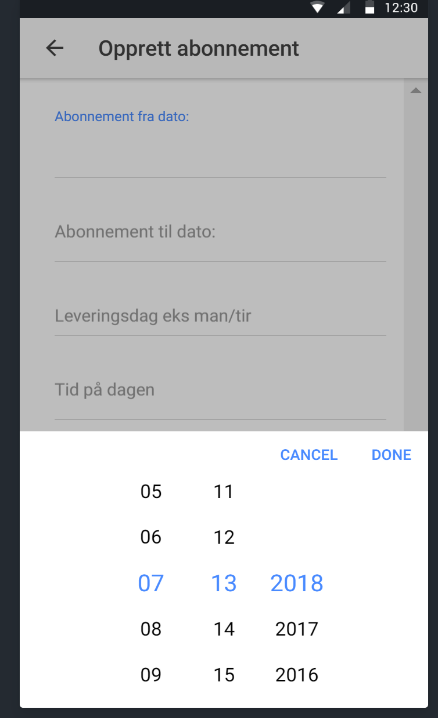 12:30
Opprett abonnement
Abonnement fra dato:
Abonnement til dato:
Leveringsdag eks man/tir
Tid på dagen
CANCEL DONE
05 11
06 12
07 13 2018
08 14 2017
09 15 2016